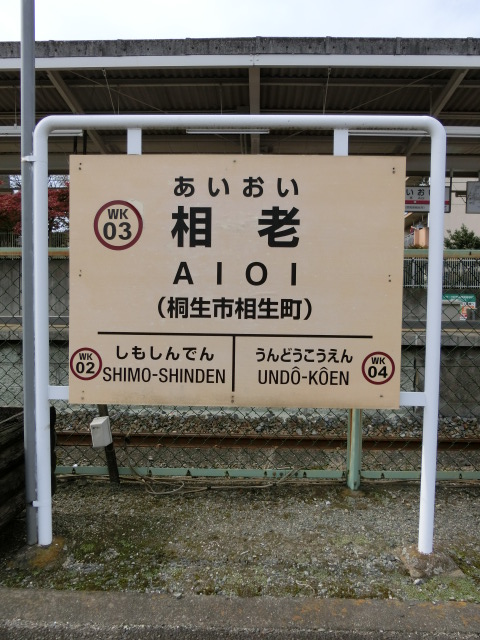 あいおい
WK
03
相老
AIOI
(桐生市相生町)
WK
02
しもしんでん
SHIMO-SHINDEN
うんどうこうえん
UNDÔ-KÔEN
WK
04